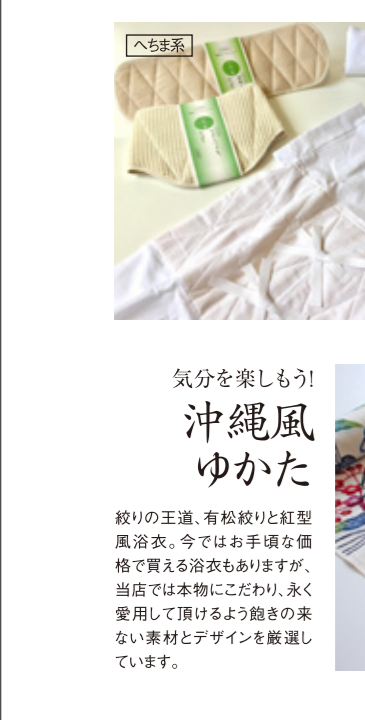 へちま系
気分を楽しもう!
沖縄風
ゆかた
絞りの王道、有松絞りと紅型
風浴衣。今ではお手頃な価
格で買える浴衣もありますが、
当店では本物にこだわり、永く
愛用して頂けるよう飽きの来
ない素材とデザインを厳選し
ています。